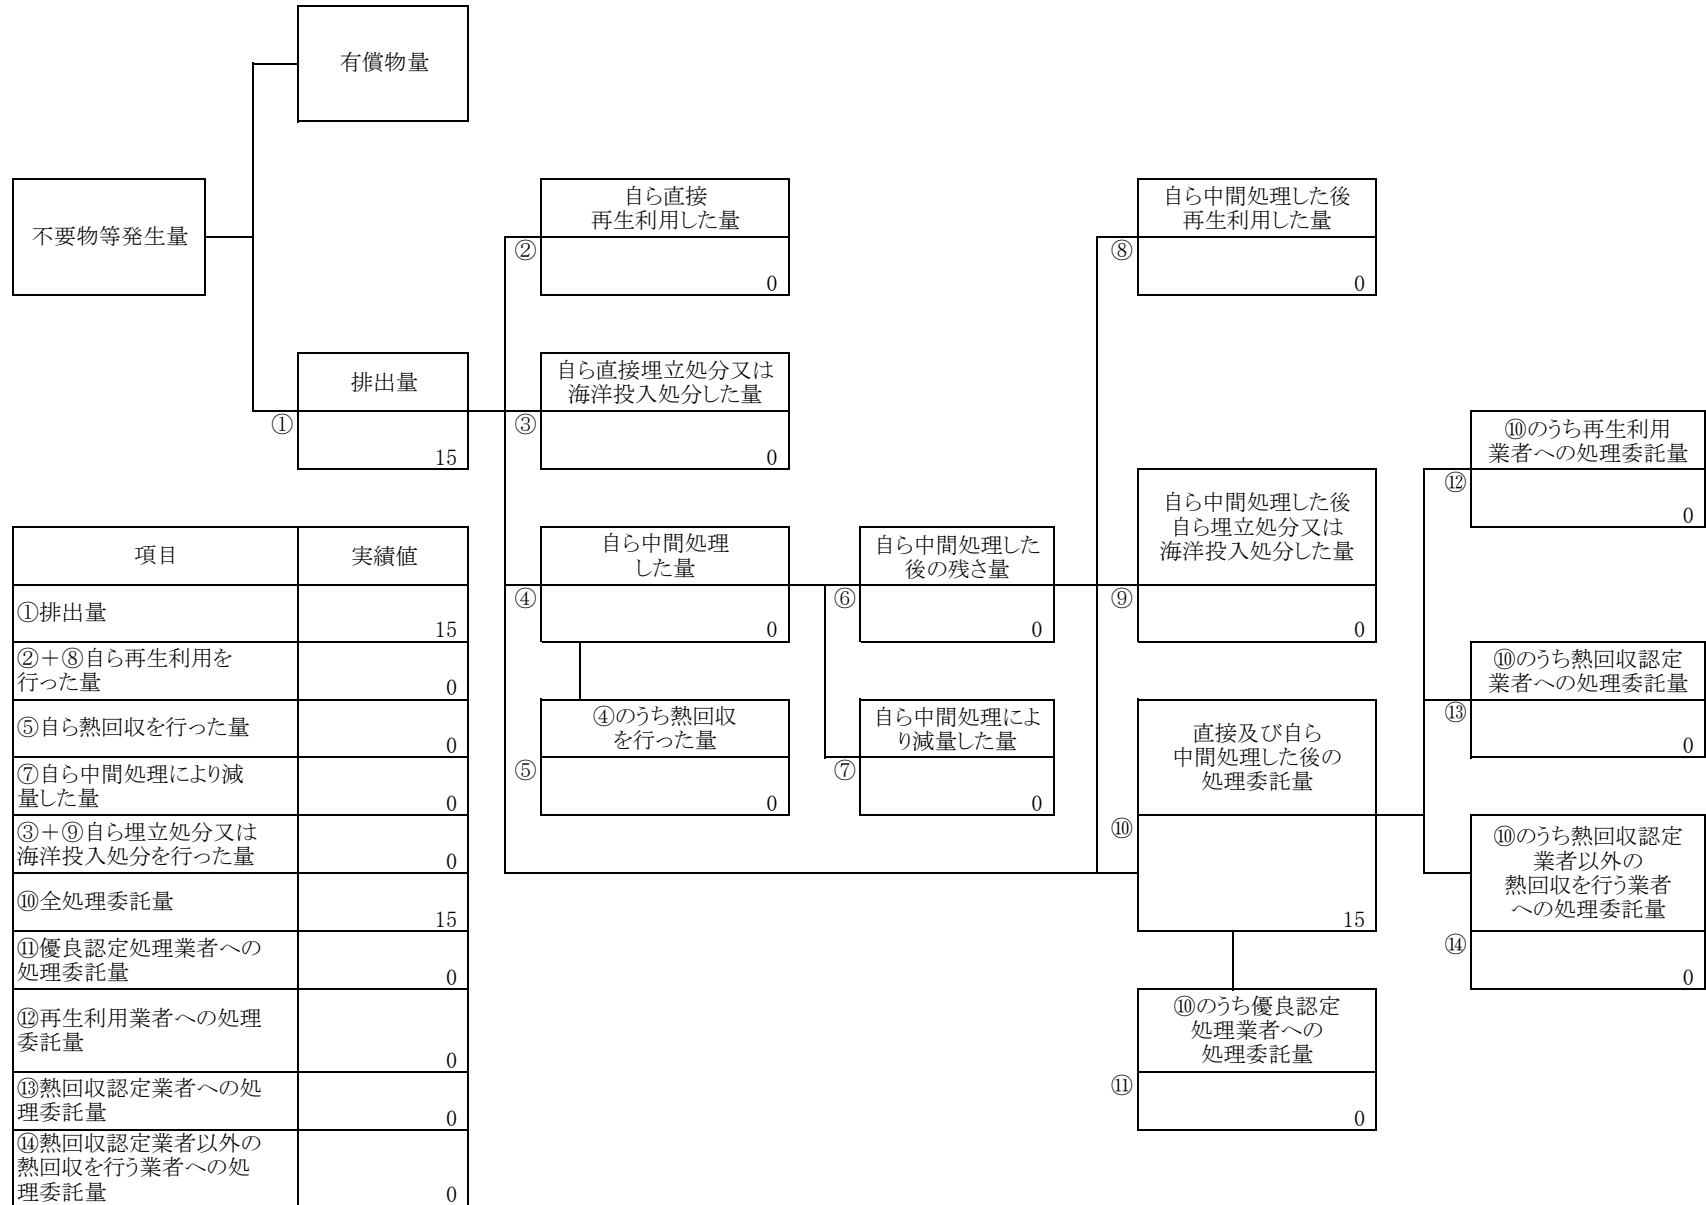 有償物量
不要物等発生量
排出量
①
15
自ら直接
再生利用した量
②
0
自ら直接埋立処分又は
海洋投入処分した量
③
0
自ら中間処理
した量
④
0
④のうち熱回収
を行った量
⑤
0
自ら中間処理した
後の残さ量
⑥
0
自ら中間処理によ
り減量した量
⑦
0
自ら中間処理した後
再生利用した量
⑧
0
自ら中間処理した後
自ら埋立処分又は
海洋投入処分した量
⑨
0
直接及び自ら
中間処理した後の
処理委託量
⑩
15
⑩のうち優良認定
処理業者への
処理委託量
⑪
0
⑩のうち再生利用
業者への処理委託量
⑫
0
⑩のうち熱回収認定
業者への処理委託量
⑬
0
⑩のうち熱回収認定
業者以外の
熱回収を行う業者
への処理委託量
⑭
0
項目 実績値
①排出量 15
②+⑧自ら再生利用を
行った量 0
⑤自ら熱回収を行った量 0
⑦自ら中間処理により減
量した量 0
③+⑨自ら埋立処分又は
海洋投入処分を行った量 0
⑩全処理委託量 15
⑪優良認定処理業者への
処理委託量 0
⑫再生利用業者への処理
委託量 0
⑬熱回収認定業者への処
理委託量 0
⑭熱回収認定業者以外の
熱回収を行う業者への処
理委託量 0